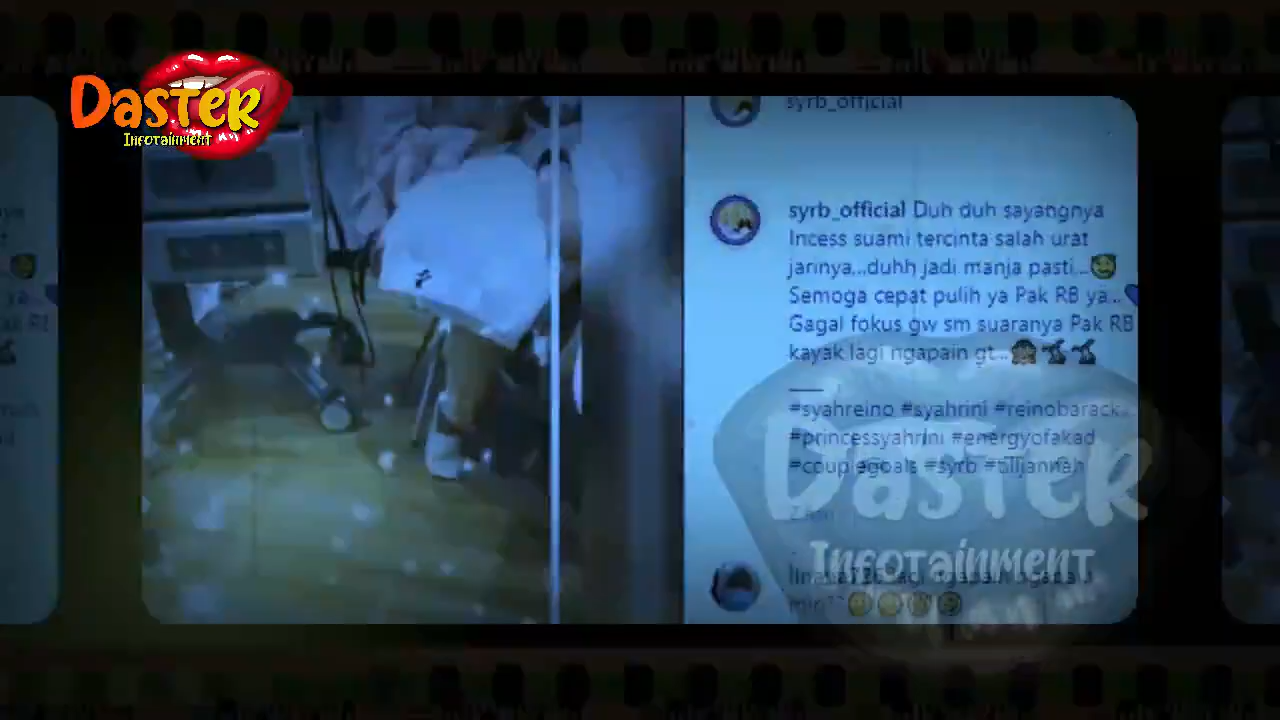 DASTER
INFOTAINMENT
syrb_official
syrb_official Duh duh sayangnya
Incess suami tercinta salah urat
jarinya...duhh jadi manja pasti...😇
Semoga cepat pulih ya Pak RB ya...💙
Gagal fokus gw sm suaranya Pak RB
kayak lagi ngapain gt...🙈
#syahreino #syahrini #reinobarack
#princessyahrini #energyofakad
#couplegoals #syrb #tilljannah
DASTER
INFOTAINMENT